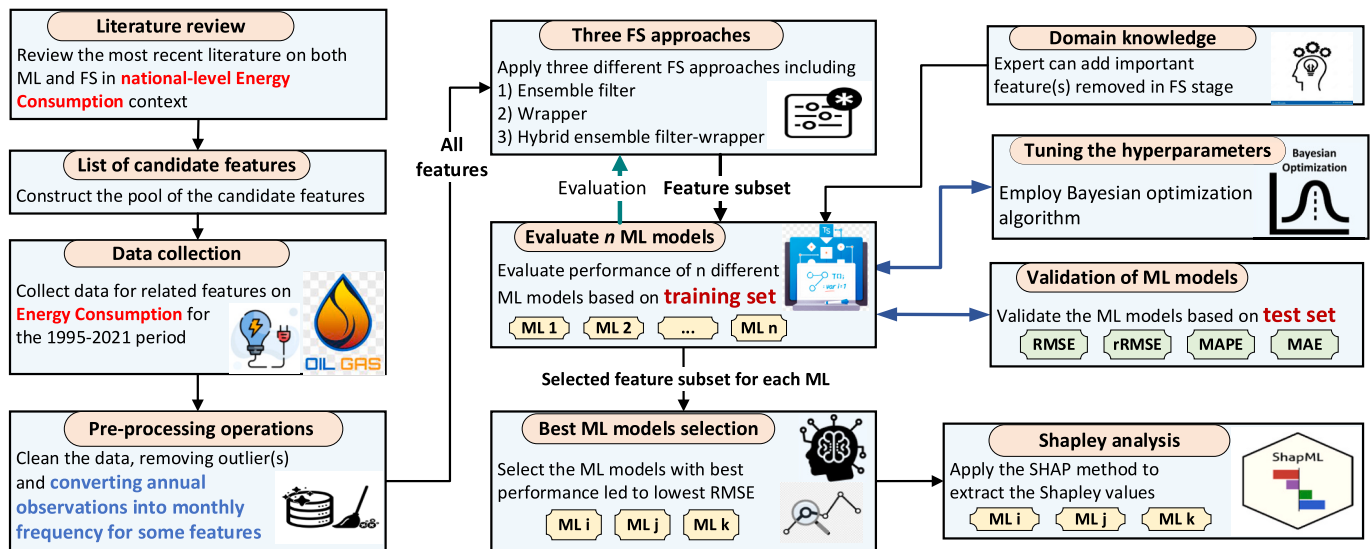 Literature review
Review the most recent literature on both
ML and FS in national-level Energy
Consumption context
List of candidate features
Construct the pool of the candidate features
Data collection
Collect data for related features on
Energy Consumption for
the 1995-2021 period
OIL GAS
Pre-processing operations
Clean the data, removing outlier(s)
and converting annual
observations into monthly
frequency for some features
All
features
Three FS approaches
Apply three different FS approaches including
1) Ensemble filter
2) Wrapper
3) Hybrid ensemble filter-wrapper
Evaluation
Feature subset
Evaluate n ML models
Evaluate performance of n different
ML models based on training set
ML 1
ML 2
...
ML n
TS
Selected feature subset for each ML
Best ML models selection
Select the ML models with best
performance led to lowest RMSE
ML i
ML j
ML k
Domain knowledge
Expert can add important
feature(s) removed in FS stage
Tuning the hyperparameters
Employ Bayesian optimization
algorithm
Bayesian
Optimization
Validation of ML models
Validate the ML models based on test set
RMSE
rRMSE
MAPE
MAE
Shapley analysis
Apply the SHAP method to
extract the Shapley values
ML i
ML j
ML k
ShapML